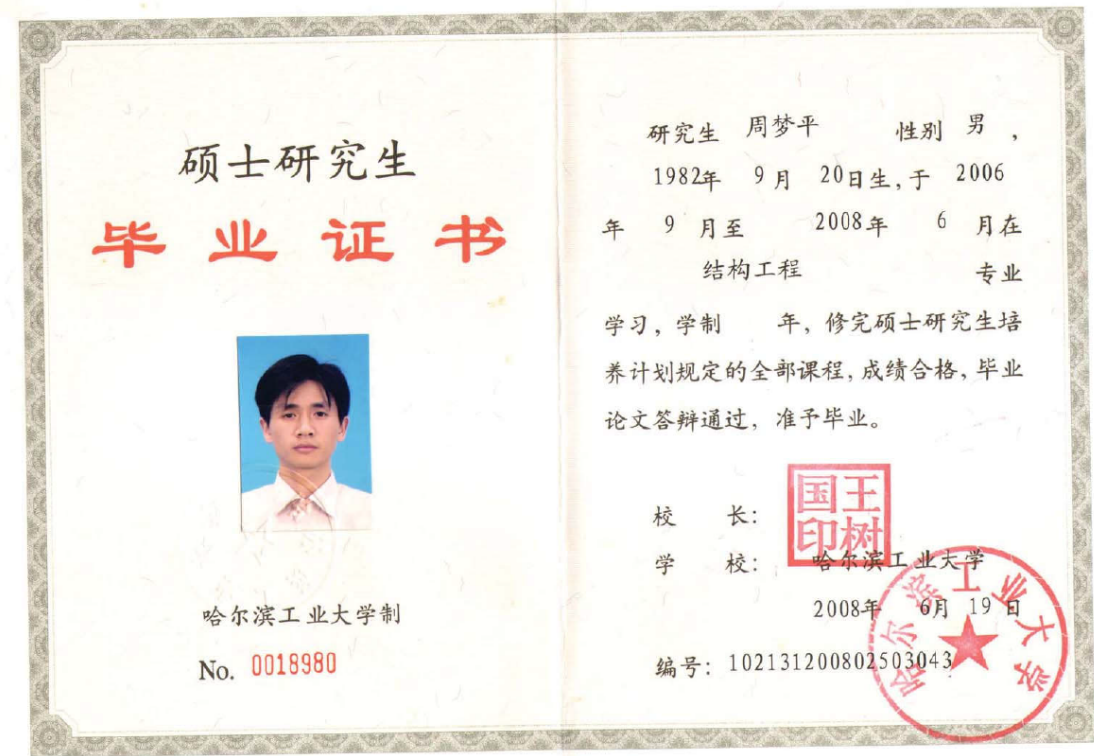 硕士研究生
毕业证书
哈尔滨工业大学制
No. 0018980
研究生 周梦平 性别 男,
1982年 9月 20日生,于 2006
年 9 月至 2008年 6 月在
结构工程 专业
学习, 学制 年, 修完硕士研究生培
养计划规定的全部课程, 成绩合格, 毕业
论文答辩通过, 准予毕业。
校 长: 王树国印
学 校: 哈尔滨工业大学
2008年 6月 19日
编号: 102131200802503043
哈尔滨工业大学